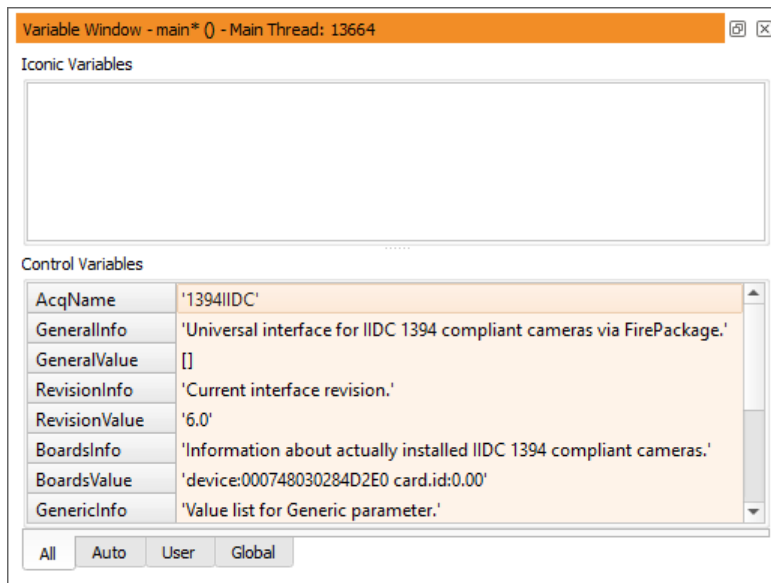 Variable Window - main* () - Main Thread: 13664
Iconic Variables
Control Variables
AcqName '1394IIDC'
GeneralInfo 'Universal interface for IIDC 1394 compliant cameras via FirePackage.'
GeneralValue []
RevisionInfo 'Current interface revision.'
RevisionValue '6.0'
BoardsInfo 'Information about actually installed IIDC 1394 compliant cameras.'
BoardsValue 'device:000748030284D2E0 card.id:0.00'
GenericInfo 'Value list for Generic parameter.'
All Auto User Global